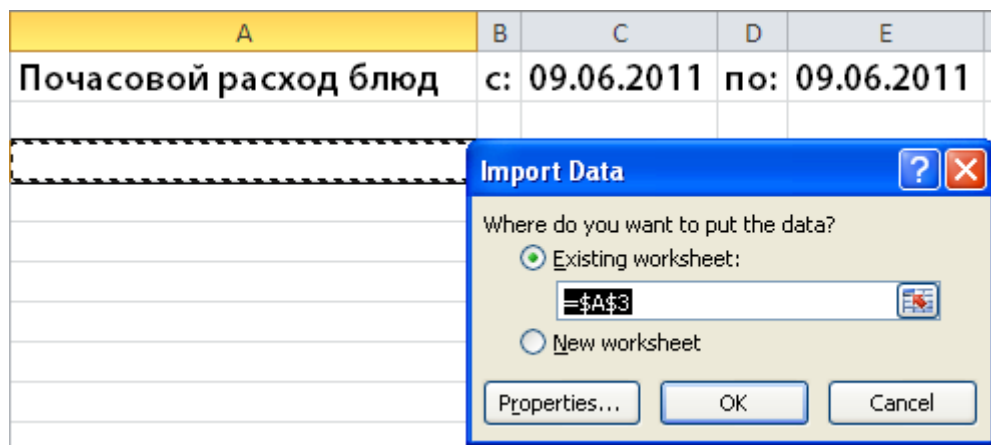 A B C D E
Почасовой расход блюд с: 09.06.2011 по: 09.06.2011
Import Data
Where do you want to put the data?
Existing worksheet:
=$A$3
New worksheet
Properties... OK Cancel